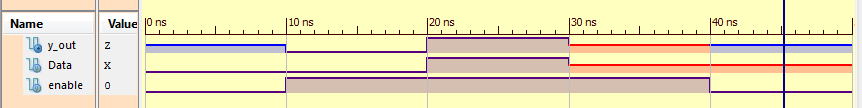 Name Value 0 ns 10 ns 20 ns 30 ns 40 ns
y_out z
Data x
enable 0